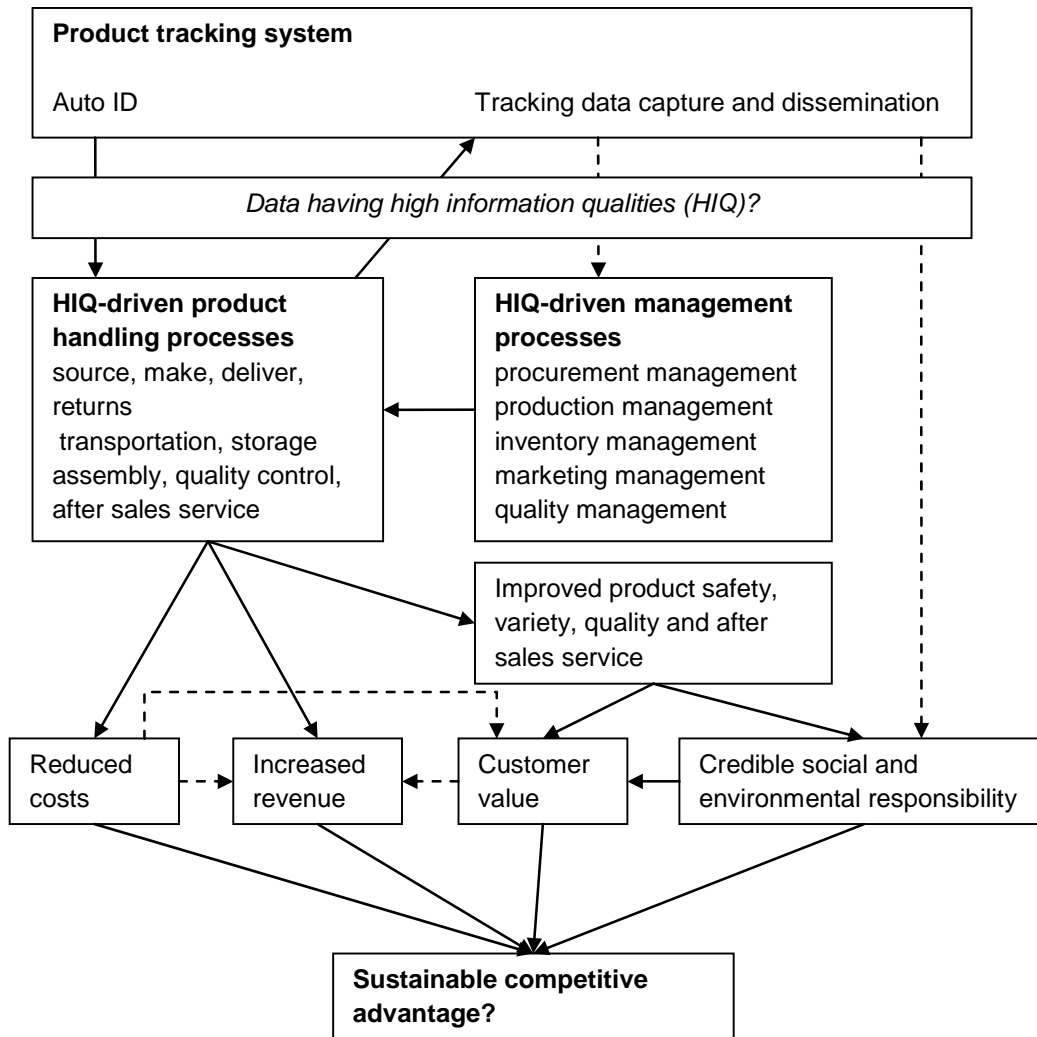 Product tracking system
Auto ID
Tracking data capture and dissemination
Data having high information qualities (HIQ)?
HIQ-driven product
handling processes
source, make, deliver,
returns
transportation, storage
assembly, quality control,
after sales service
HIQ-driven management
processes
procurement management
production management
inventory management
marketing management
quality management
Improved product safety,
variety, quality and after
sales service
Reduced
costs
Increased
revenue
Customer
value
Credible social and
environmental responsibility
Sustainable competitive
advantage?